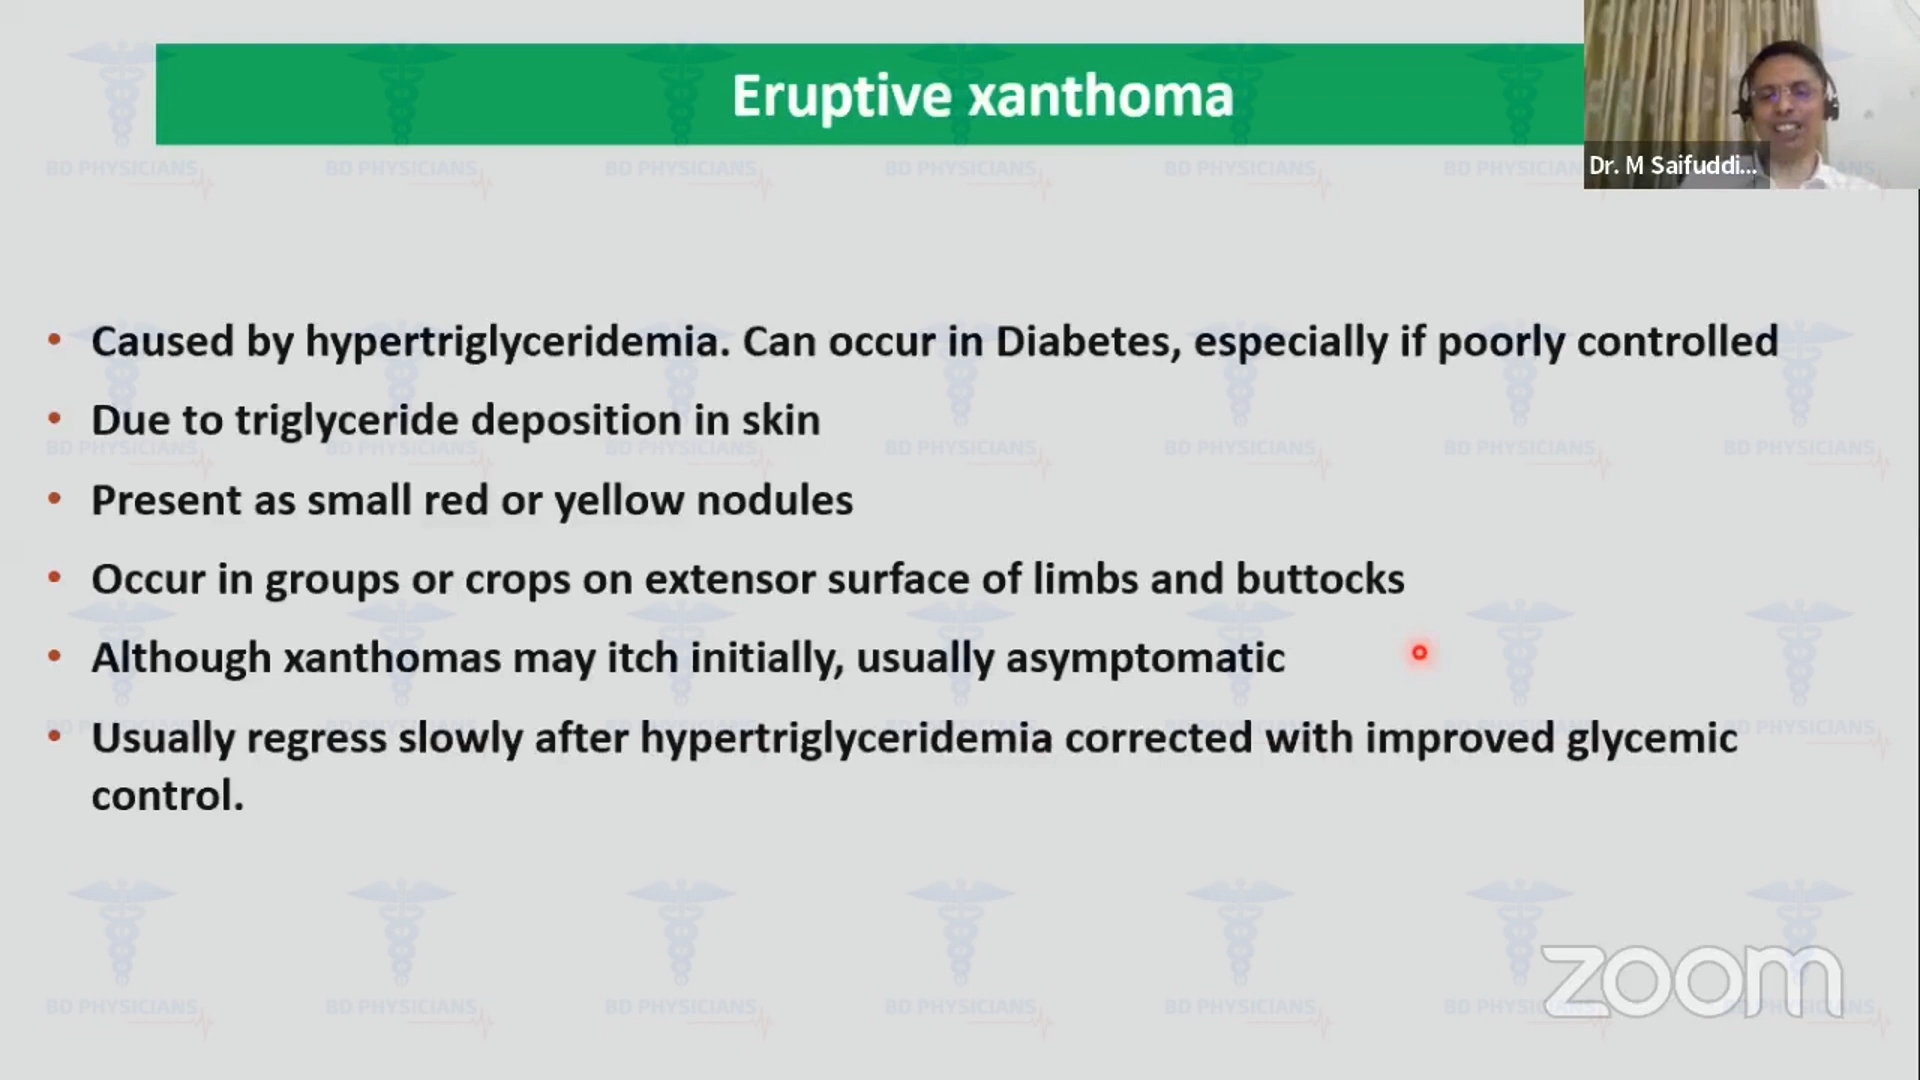 Eruptive xanthoma
Dr. M Saifuddi...
• Caused by hypertriglyceridemia. Can occur in Diabetes, especially if poorly controlled
• Due to triglyceride deposition in skin
• Present as small red or yellow nodules
• Occur in groups or crops on extensor surface of limbs and buttocks
• Although xanthomas may itch initially, usually asymptomatic
• Usually regress slowly after hypertriglyceridemia corrected with improved glycemic
control.
zoom
BD PHYSICIANS